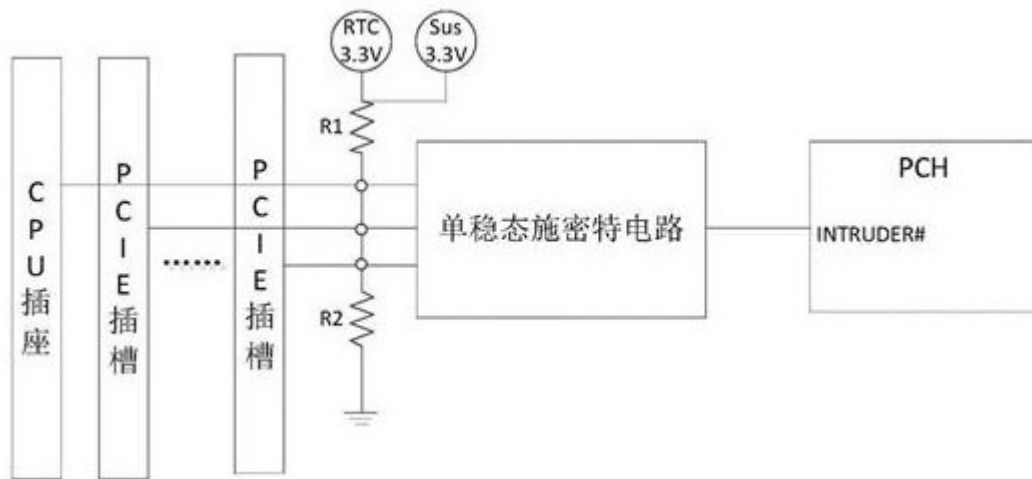 RTC
3.3V
Sus
3.3V
R1
CPU插座
PCIE插槽
······
PCIE插槽
单稳态施密特电路
PCH
INTRUDER#
R2